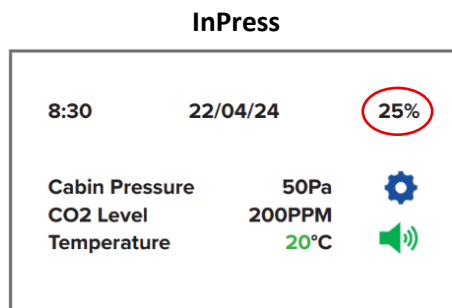 InPress
8:30 22/04/24 25%
Cabin Pressure 50Pa
CO2 Level 200PPM
Temperature 20°C